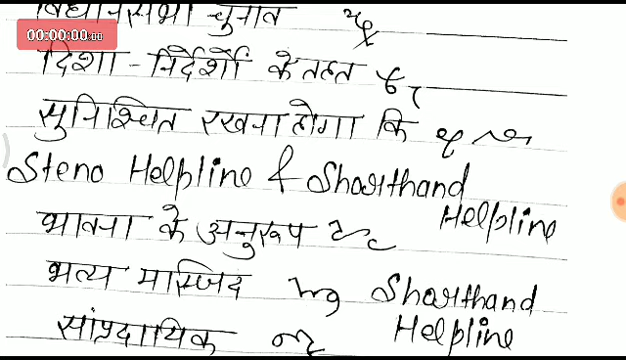 विधानसभा चुनाव
00:00:00:00
दिशा - निर्देशों के तहत
सुनिश्चित रखना होगा कि
Steno Helpline & Shorthand Helpline
भावना के अनुरूप
भव्य मस्जिद
Shorthand Helpline
सांप्रदायिक